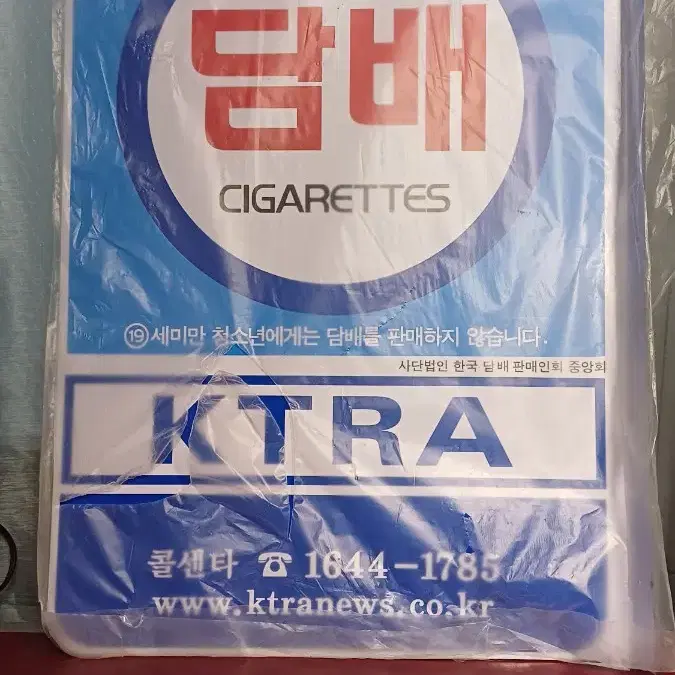 담배
CIGARETTES
⑲세미만 청소년에게는 담배를 판매하지 않습니다.
사단법인 한국 담배 판매인회 중앙회
KTRA
콜센타 ☎ 1644-1785
www.ktranews.co.kr